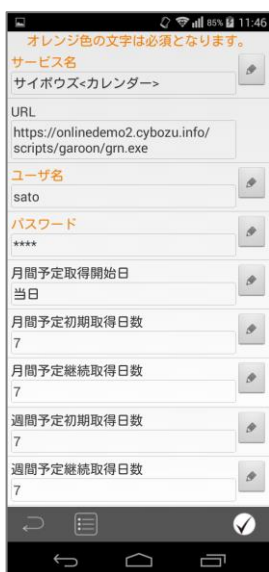 85% 11:46
オレンジ色の文字は必須となります。
サービス名
サイボウズ<カレンダー>
URL
https://onlinedemo2.cybozu.info/
scripts/garoon/grn.exe
ユーザ名
sato
パスワード
****
月間予定取得開始日
当日
月間予定初期取得日数
7
月間予定継続取得日数
7
週間予定初期取得日数
7
週間予定継続取得日数
7